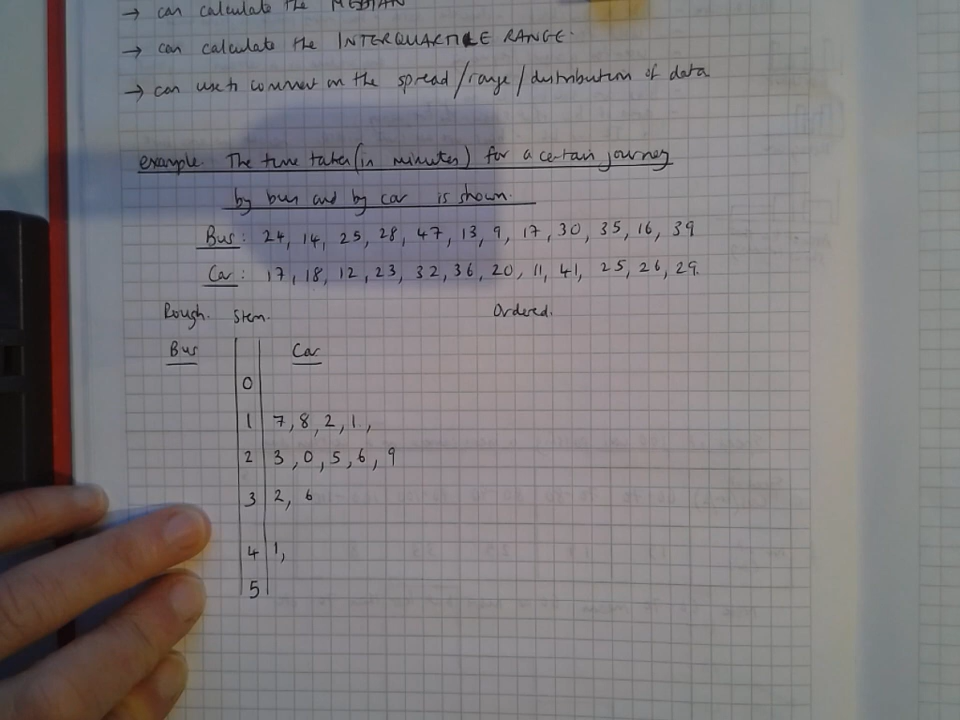 → can calculate the MEDIAN
→ can calculate the INTERQUARTILE RANGE.
→ can use to comment on the spread/range/distribution of data
example. The time taken (in minutes) for a certain journey
by bus and by car is shown.
Bus: 24, 14, 25, 28, 47, 13, 9, 17, 30, 35, 16, 39
Car: 17, 18, 12, 23, 32, 36, 20, 11, 41, 25, 26, 29.
Rough. Stem. Ordered.
Bus Car
0
1 7, 8, 2, 1,
2 3, 0, 5, 6, 9
3 2, 6
4 1,
5